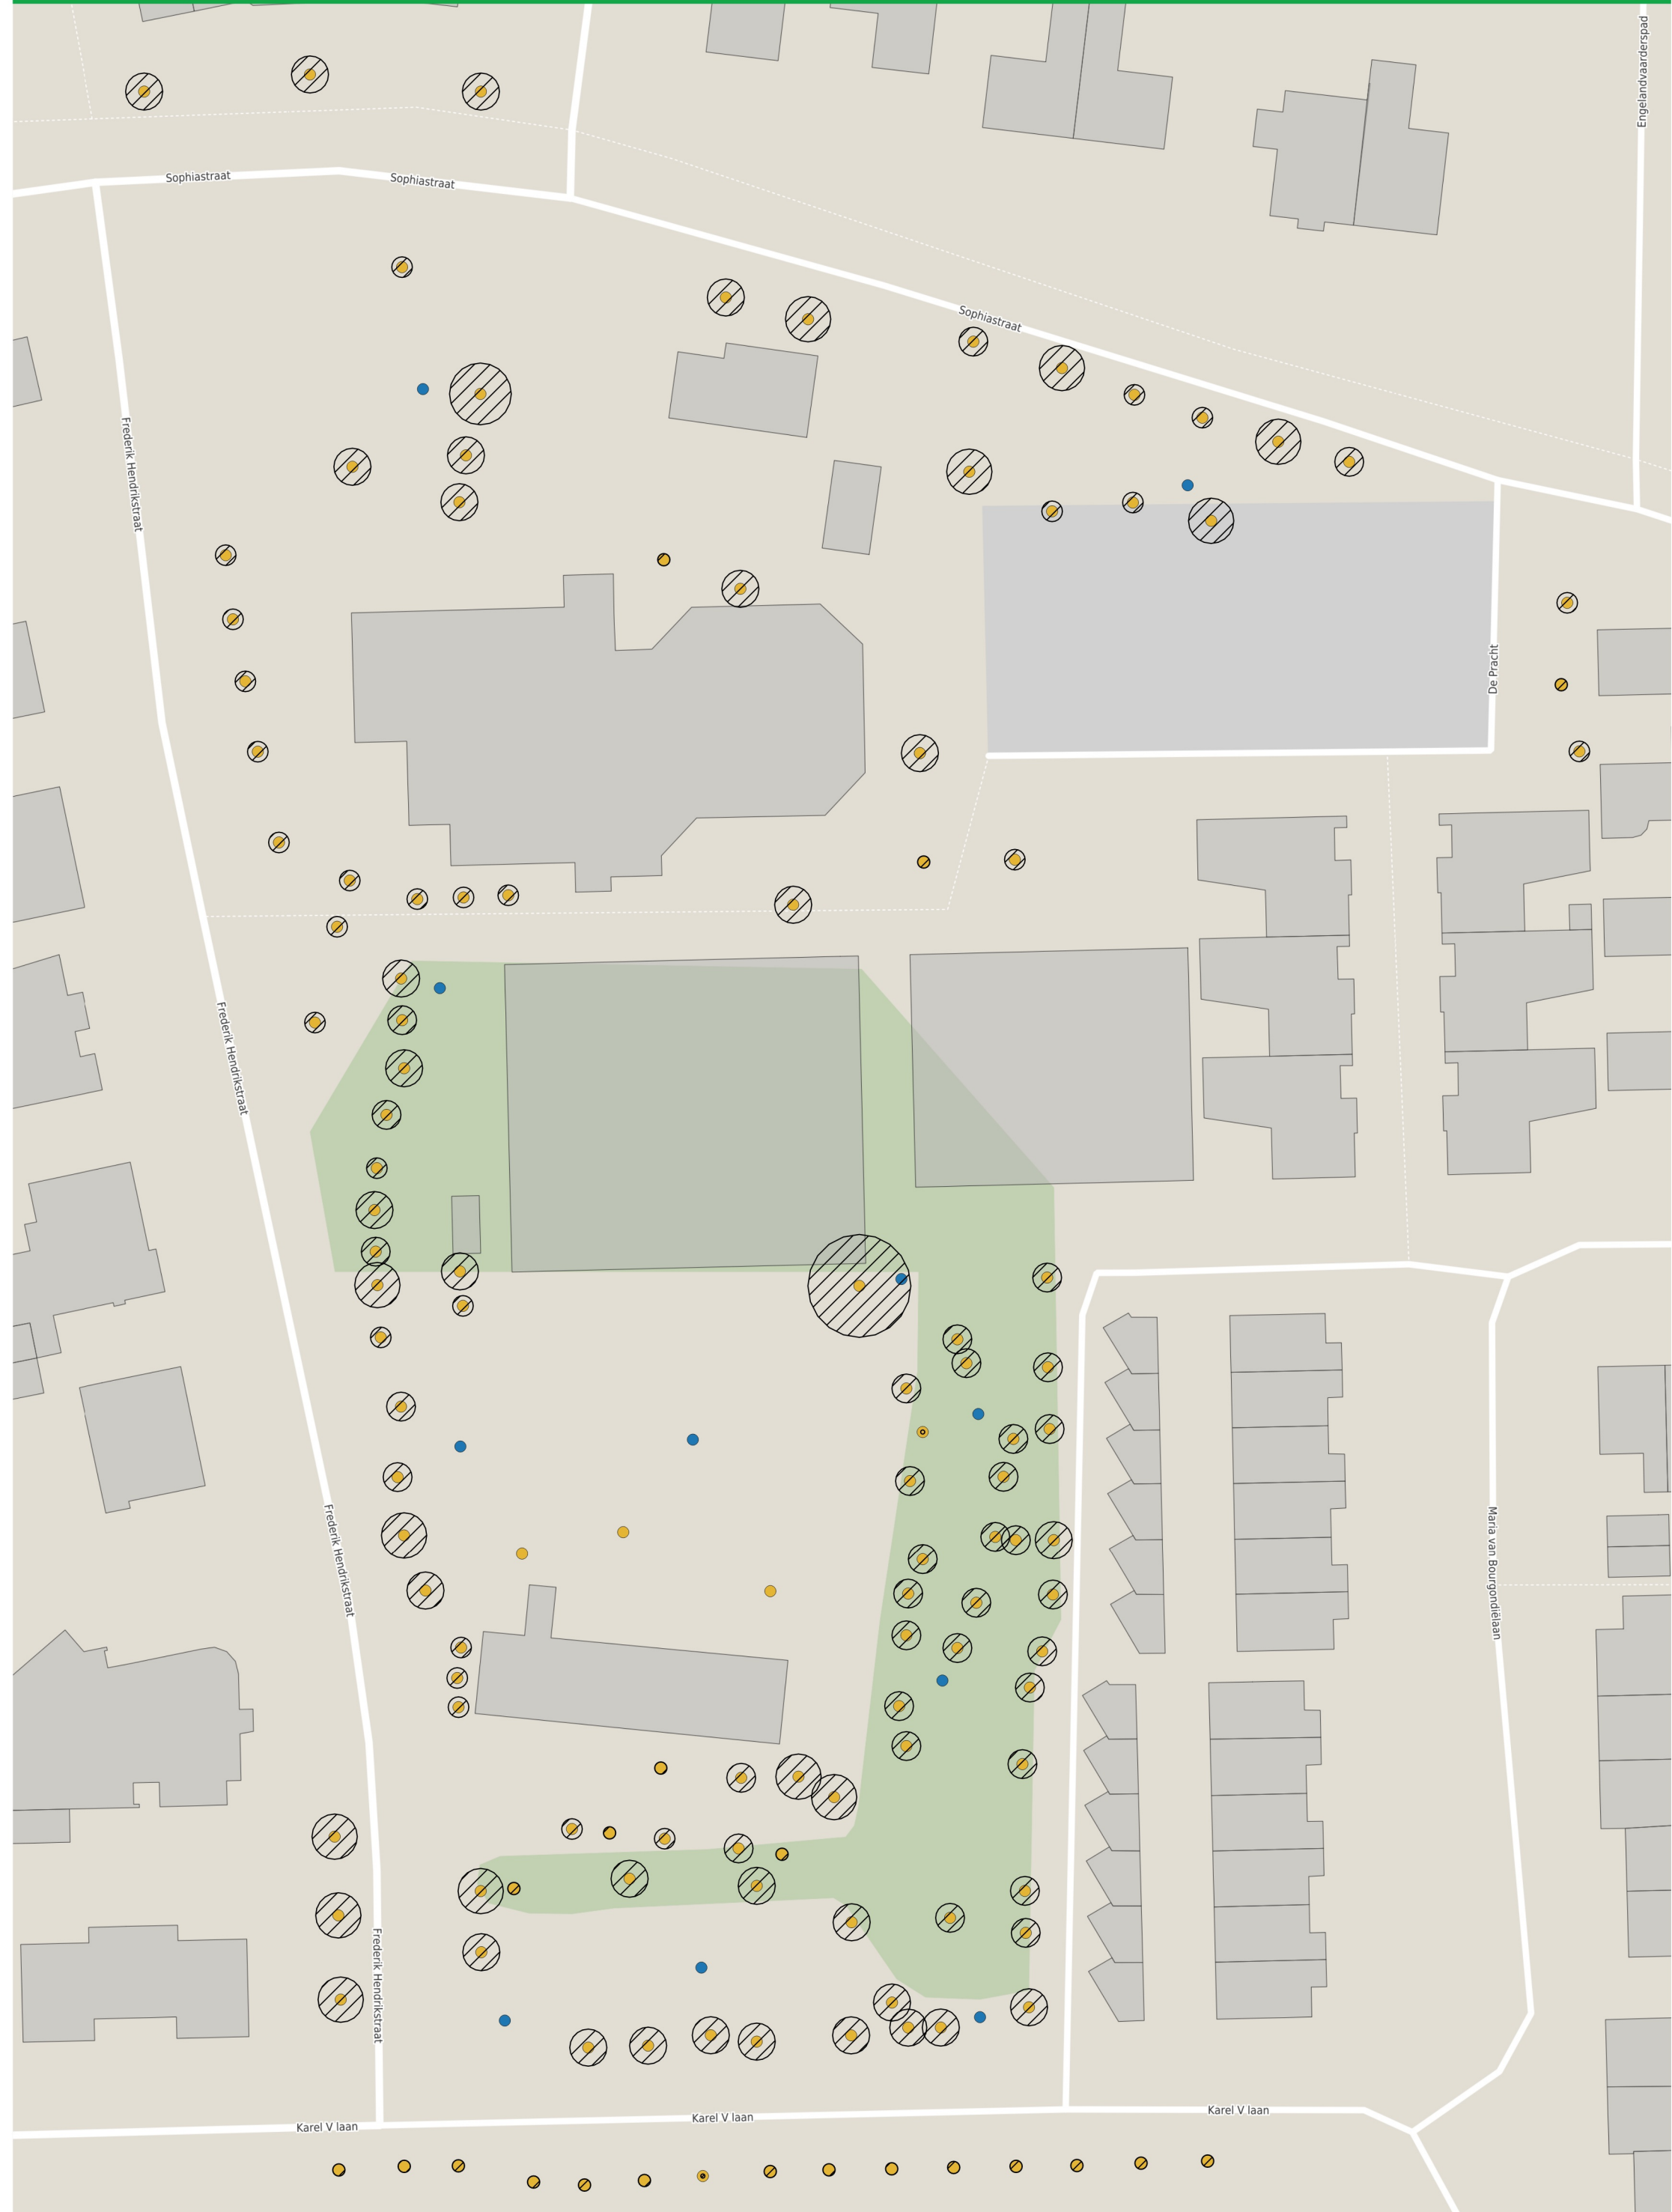 Engelandvaarderspad
Sophiastraat
Sophiastraat
Sophiastraat
Frederik Hendrikstraat
De Pracht
Frederik Hendrikstraat
Frederik Hendrikstraat
Maria van Bourgondiëlaan
Frederik Hendrikstraat
Karel V laan
Karel V laan
Karel V laan